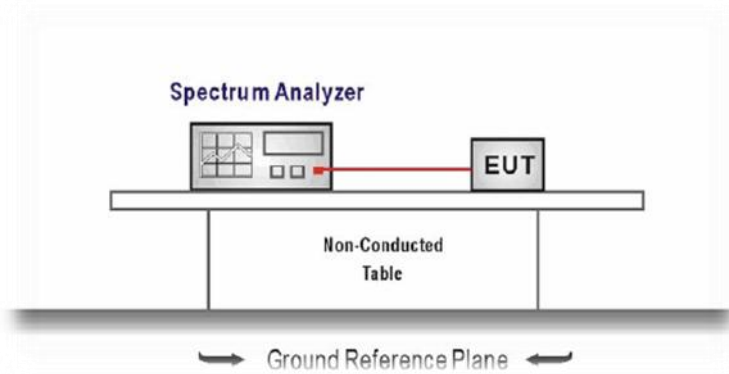 Spectrum Analyzer
EUT
Non-Conducted
Table
Ground Reference Plane